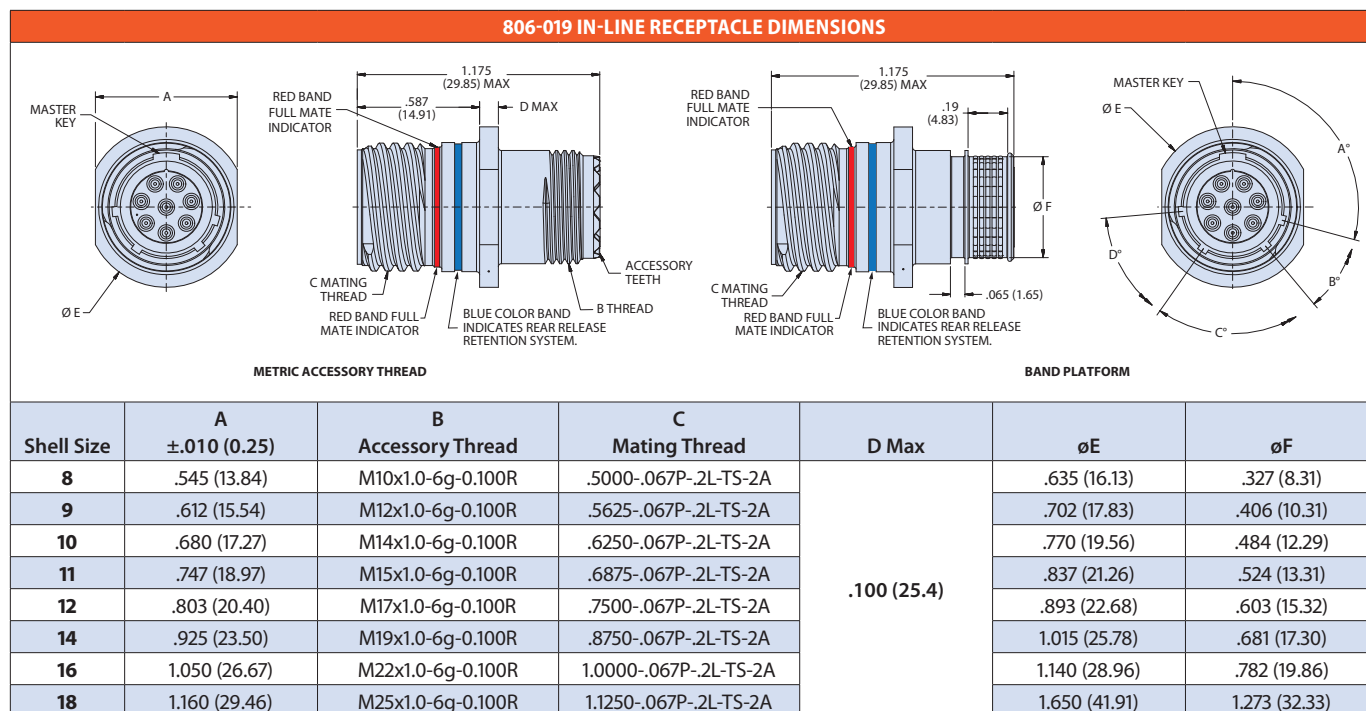 806-019 IN-LINE RECEPTACLE DIMENSIONS
A
MASTER
KEY
Ø E
1.175
(29.85) MAX
RED BAND
FULL MATE
INDICATOR
.587
(14.91)
D MAX
C MATING
THREAD
RED BAND FULL
MATE INDICATOR
BLUE COLOR BAND
INDICATES REAR RELEASE
RETENTION SYSTEM.
B THREAD
ACCESSORY
TEETH
METRIC ACCESSORY THREAD
1.175
(29.85) MAX
RED BAND
FULL MATE
INDICATOR
.19
(4.83)
Ø F
C MATING
THREAD
RED BAND FULL
MATE INDICATOR
BLUE COLOR BAND
INDICATES REAR RELEASE
RETENTION SYSTEM.
.065 (1.65)
MASTER KEY
Ø E
A°
B°
C°
D°
BAND PLATFORM
Shell Size A ±.010 (0.25) B Accessory Thread C Mating Thread D Max øE øF
8 .545 (13.84) M10x1.0-6g-0.100R .5000-.067P-.2L-TS-2A .635 (16.13) .327 (8.31)
9 .612 (15.54) M12x1.0-6g-0.100R .5625-.067P-.2L-TS-2A .702 (17.83) .406 (10.31)
10 .680 (17.27) M14x1.0-6g-0.100R .6250-.067P-.2L-TS-2A .770 (19.56) .484 (12.29)
11 .747 (18.97) M15x1.0-6g-0.100R .6875-.067P-.2L-TS-2A .837 (21.26) .524 (13.31)
.100 (25.4)
12 .803 (20.40) M17x1.0-6g-0.100R .7500-.067P-.2L-TS-2A .893 (22.68) .603 (15.32)
14 .925 (23.50) M19x1.0-6g-0.100R .8750-.067P-.2L-TS-2A 1.015 (25.78) .681 (17.30)
16 1.050 (26.67) M22x1.0-6g-0.100R 1.0000-.067P-.2L-TS-2A 1.140 (28.96) .782 (19.86)
18 1.160 (29.46) M25x1.0-6g-0.100R 1.1250-.067P-.2L-TS-2A 1.650 (41.91) 1.273 (32.33)